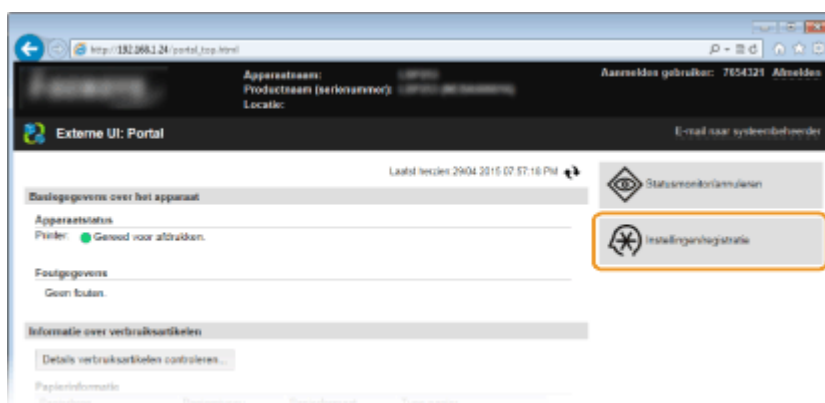 http://192.168.1.24/portal_top.html
Apparaatnaam:
Productnaam (serienummer):
Locatie:
Aanmelden gebruiker: 7654321 Afmelden
Externe UI: Portal
E-mail naar systeembeheerder
Laatst herzien 29/04 2015 07:57:18 PM
Statusmonitor/annuleren
Basisgegevens over het apparaat
Apparaatstatus
Printer: Gereed voor afdrukken.
Instellingen/registratie
Foutgegevens
Geen fouten.
Informatie over verbruiksartikelen
Details verbruiksartikelen controleren...
Papierinformatie